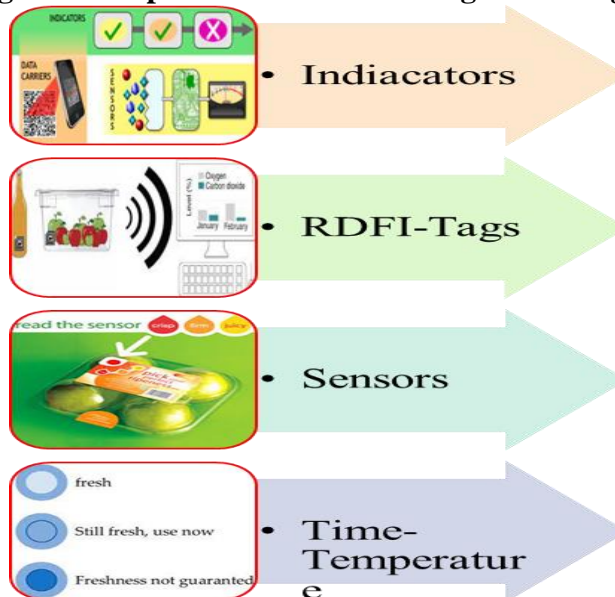 INDICATORS
DATA
CARRIERS
SENSORS
• Indiacators
Level (%)
Oxygen
Carbon dioxide
January February
• RDFI-Tags
read the sensor crisp firm juicy
• Sensors
fresh
Still fresh, use now
Freshness not guaranted
• Time-
Temperatur
e